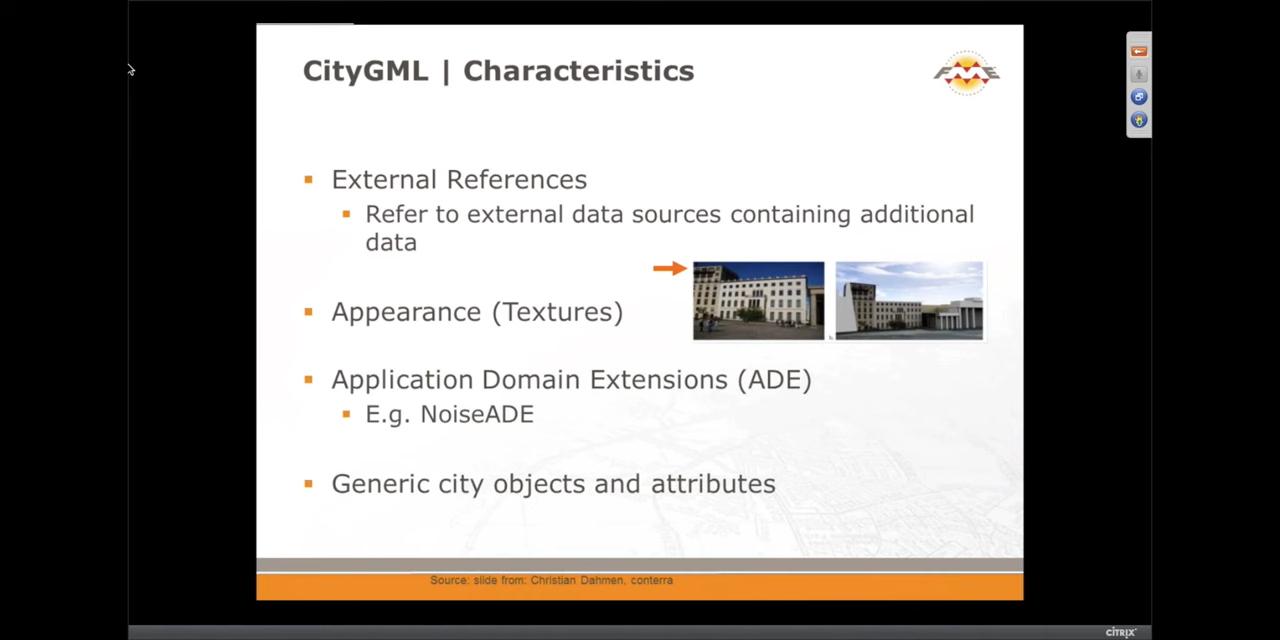 CityGML | Characteristics
FME
External References
Refer to external data sources containing additional
data
Appearance (Textures)
Application Domain Extensions (ADE)
E.g. NoiseADE
Generic city objects and attributes
Source: slide from: Christian Dahmen, conterra
CITRIX